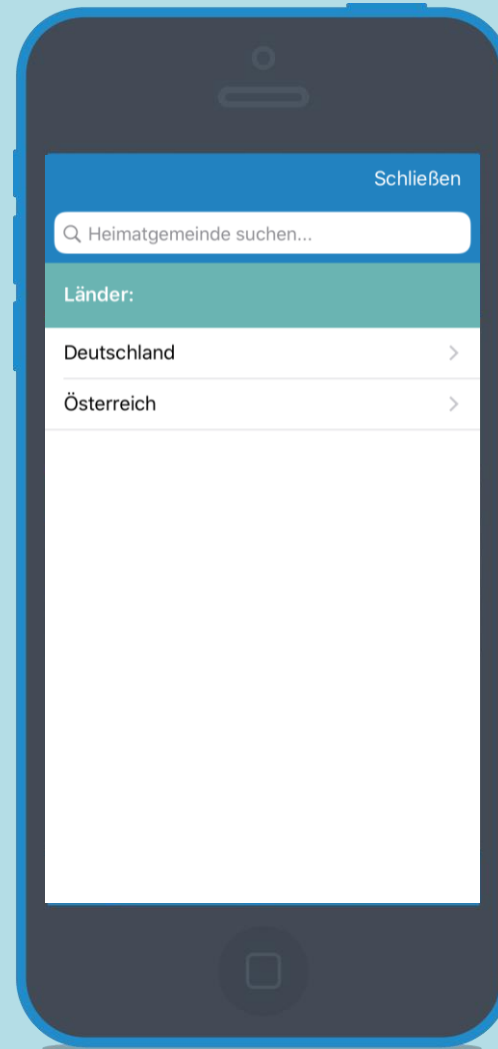 Schließen
Heimatgemeinde suchen...
Länder:
Deutschland
Österreich